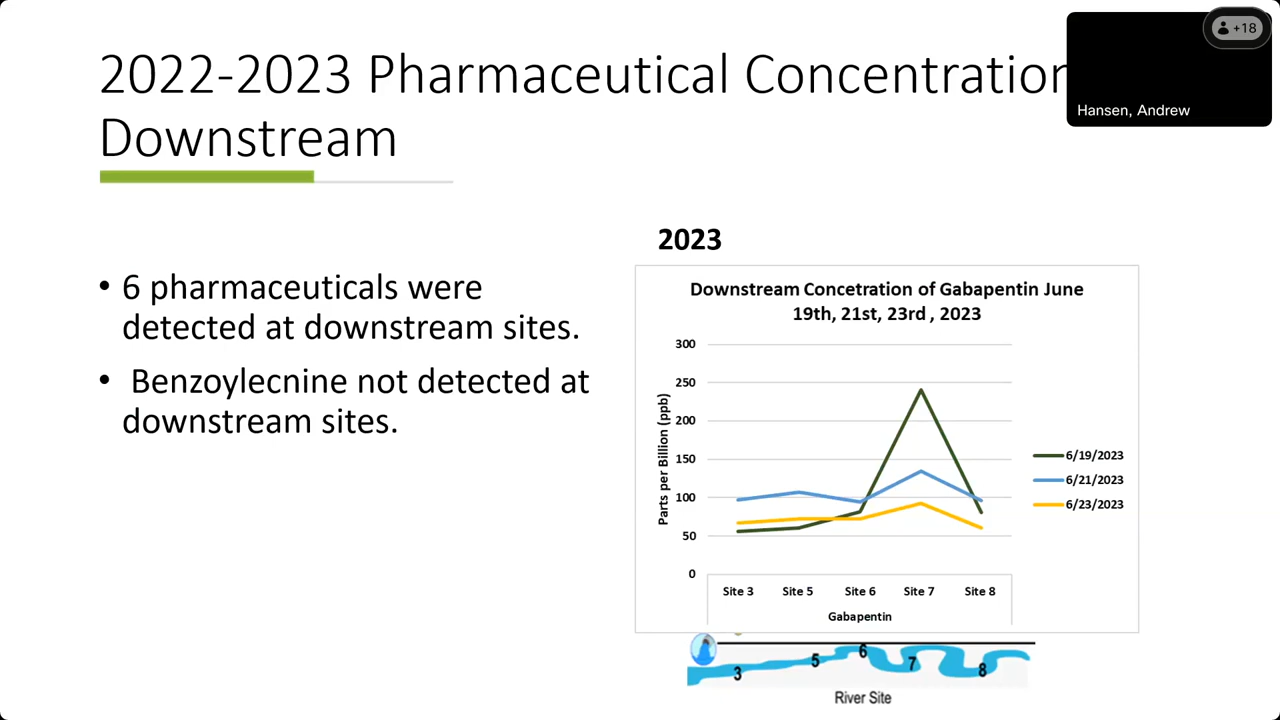 +18
Hansen, Andrew
2022-2023 Pharmaceutical Concentration
Downstream
• 6 pharmaceuticals were
detected at downstream sites.
• Benzoylecnine not detected at
downstream sites.
2023
Downstream Concetration of Gabapentin June
19th, 21st, 23rd , 2023
Parts per Billion (ppb)
300
250
200
150
100
50
0
Site 3 Site 5 Site 6 Site 7 Site 8
Gabapentin
6/19/2023
6/21/2023
6/23/2023
3 5 6 7 8
River Site